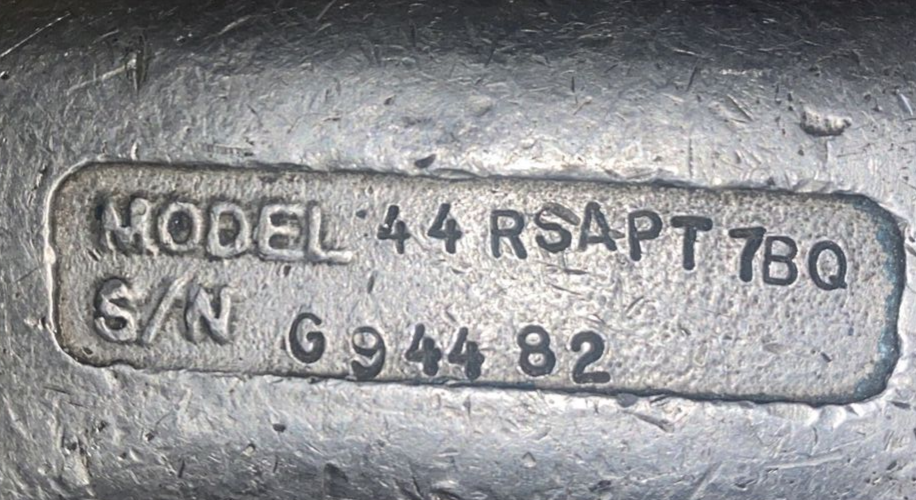 MODEL 44 RSAPT 7BQ
S/N G 944 82